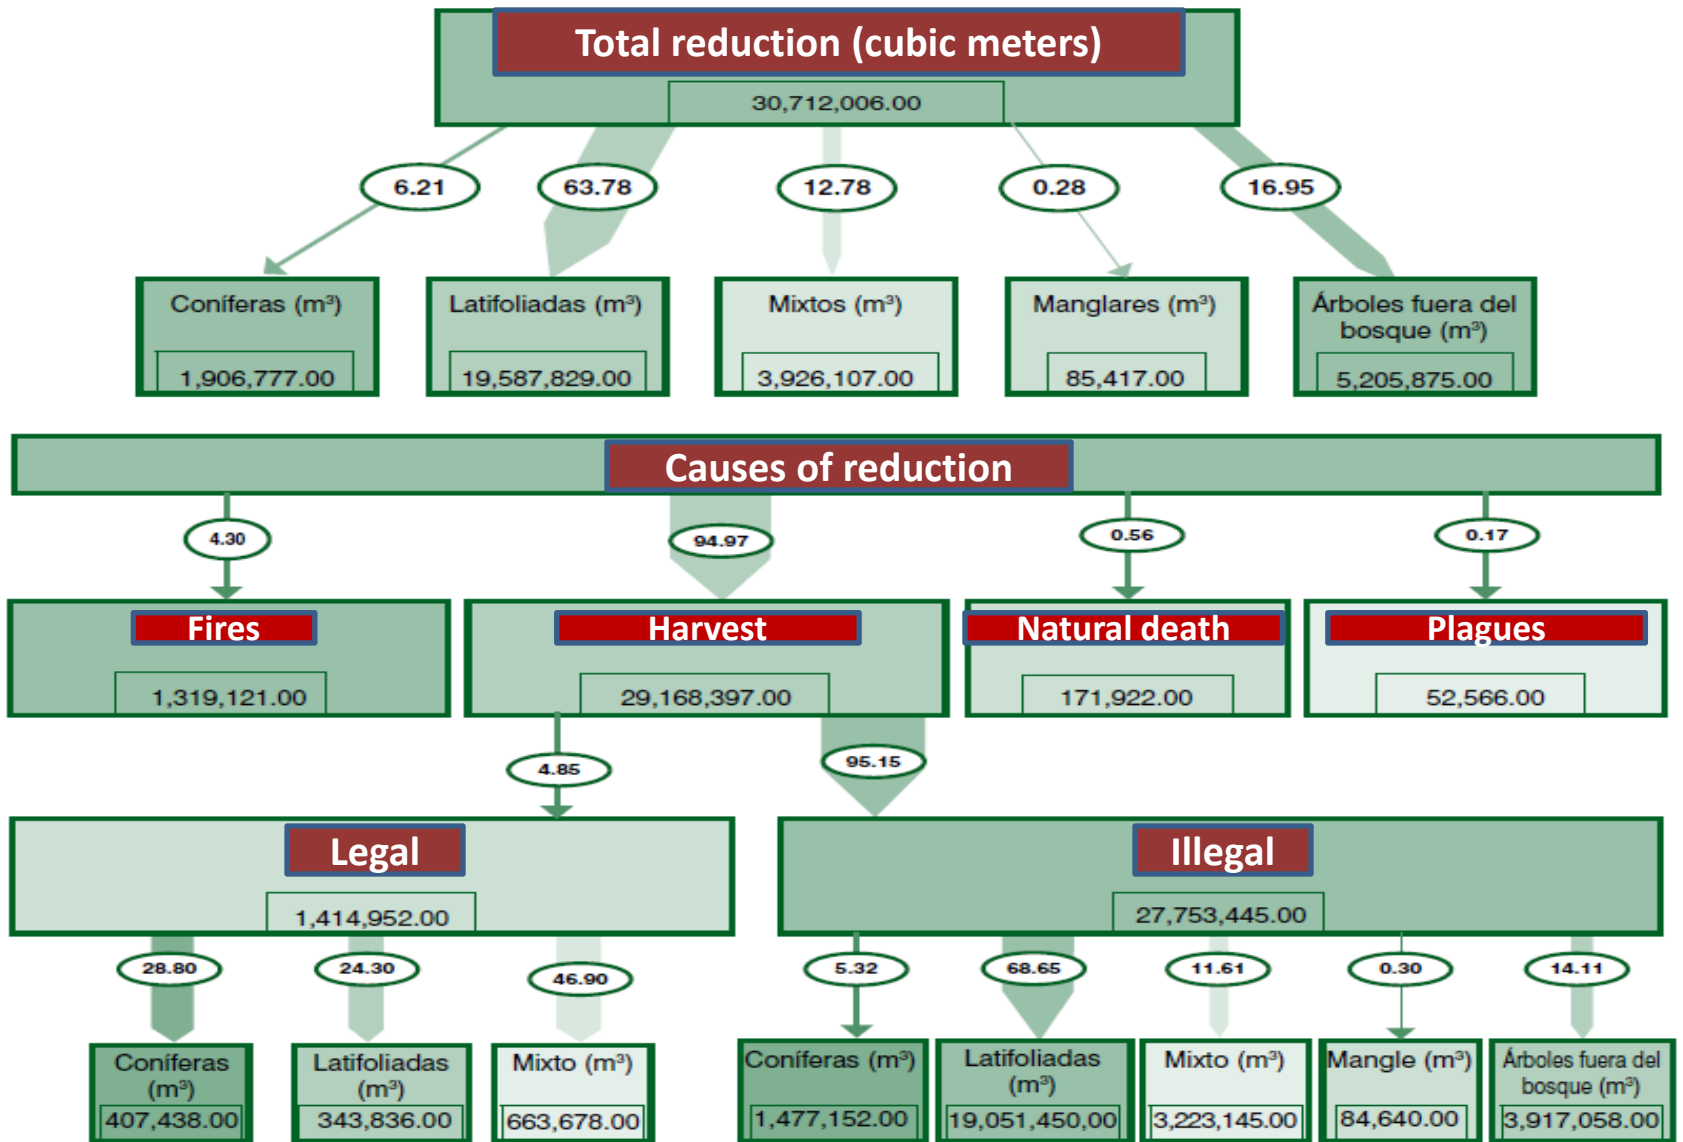 Total reduction (cubic meters)
30,712,006.00
6.21
63.78
12.78
0.28
16.95
Coníferas (m³)
1,906,777.00
Latifoliadas (m³)
19,587,829.00
Mixtos (m³)
3,926,107.00
Manglares (m³)
85,417.00
Árboles fuera del
bosque (m³)
5,205,875.00
Causes of reduction
4.30
94.97
0.56
0.17
Fires
1,319,121.00
Harvest
29,168,397.00
Natural death
171,922.00
Plagues
52,566.00
4.85
95.15
Legal
1,414,952.00
Illegal
27,753,445.00
28.80
24.30
46.90
5.32
68.65
11.61
0.30
14.11
Coníferas
(m³)
407,438.00
Latifoliadas
(m³)
343,836.00
Mixto (m³)
663,678.00
Coníferas (m³)
1,477,152.00
Latifoliadas
(m³)
19,051,450,00
Mixto (m³)
3,223,145.00
Mangle (m³)
84,640.00
Árboles fuera del
bosque (m³)
3,917,058.00